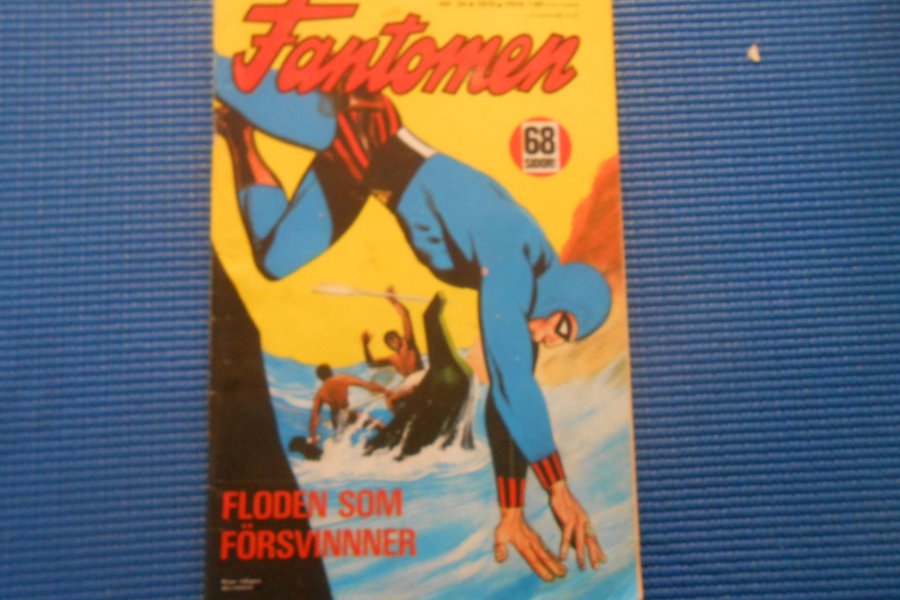 Fantomen
68
SIDOR!
FLODEN SOM
FÖRSVINNNER